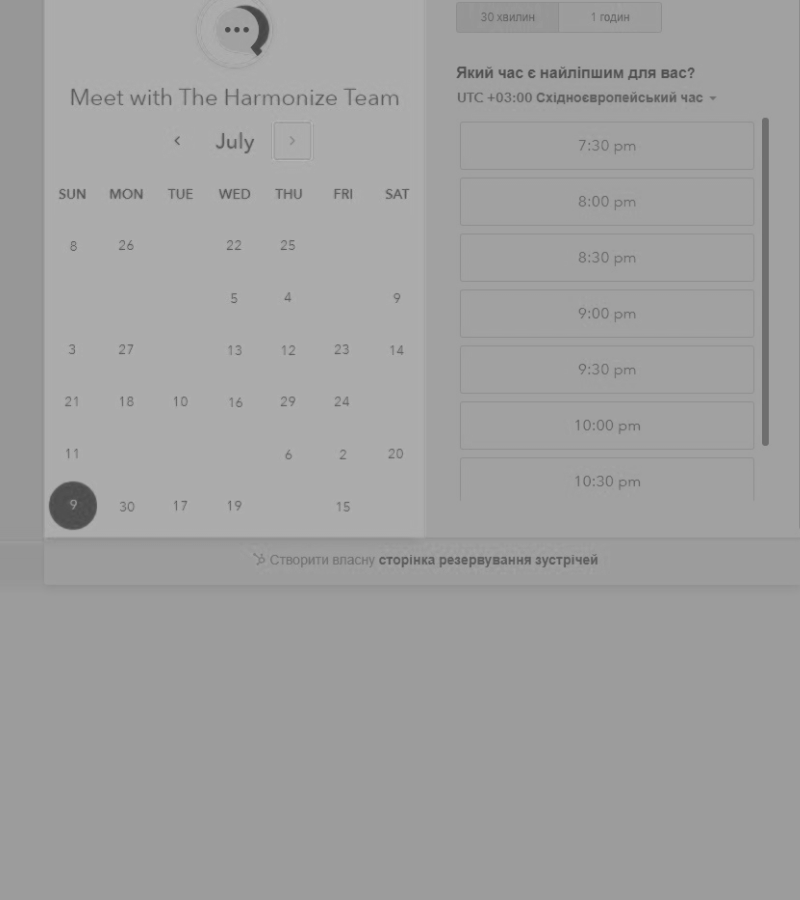 Meet with The Harmonize Team
July
SUN MON TUE WED THU FRI SAT
8 26 22 25
5 4 9
3 27 13 12 23 14
21 18 10 16 29 24
11 6 2 20
9 30 17 19 15
30 хвилин 1 годин
Який час є найліпшим для вас?
UTC +03:00 Східноєвропейський час
7:30 pm
8:00 pm
8:30 pm
9:00 pm
9:30 pm
10:00 pm
10:30 pm
Створити власну сторінка резервування зустрічей